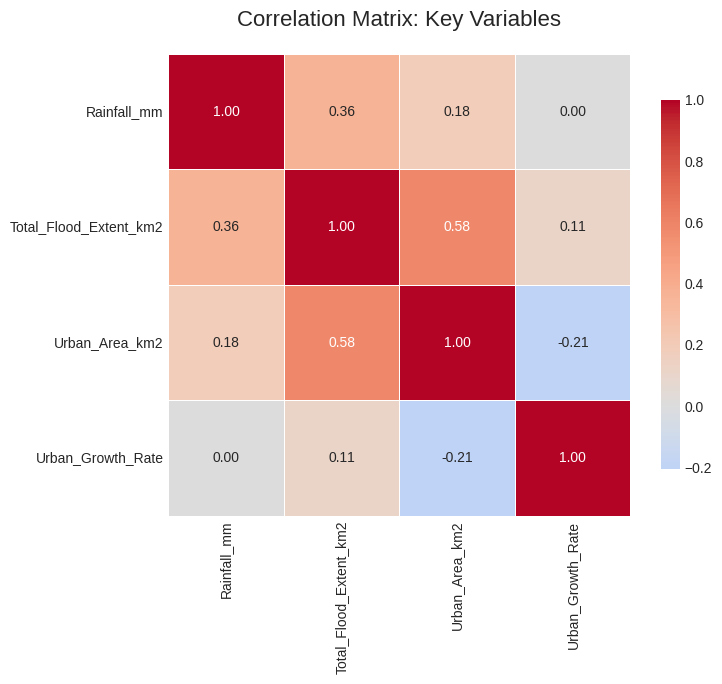 Correlation Matrix: Key Variables
Rainfall_mm 1.00 0.36 0.18 0.00
Total_Flood_Extent_km2 0.36 1.00 0.58 0.11
Urban_Area_km2 0.18 0.58 1.00 -0.21
Urban_Growth_Rate 0.00 0.11 -0.21 1.00
Rainfall_mm
Total_Flood_Extent_km2
Urban_Area_km2
Urban_Growth_Rate
1.0
0.8
0.6
0.4
0.2
0.0
−0.2